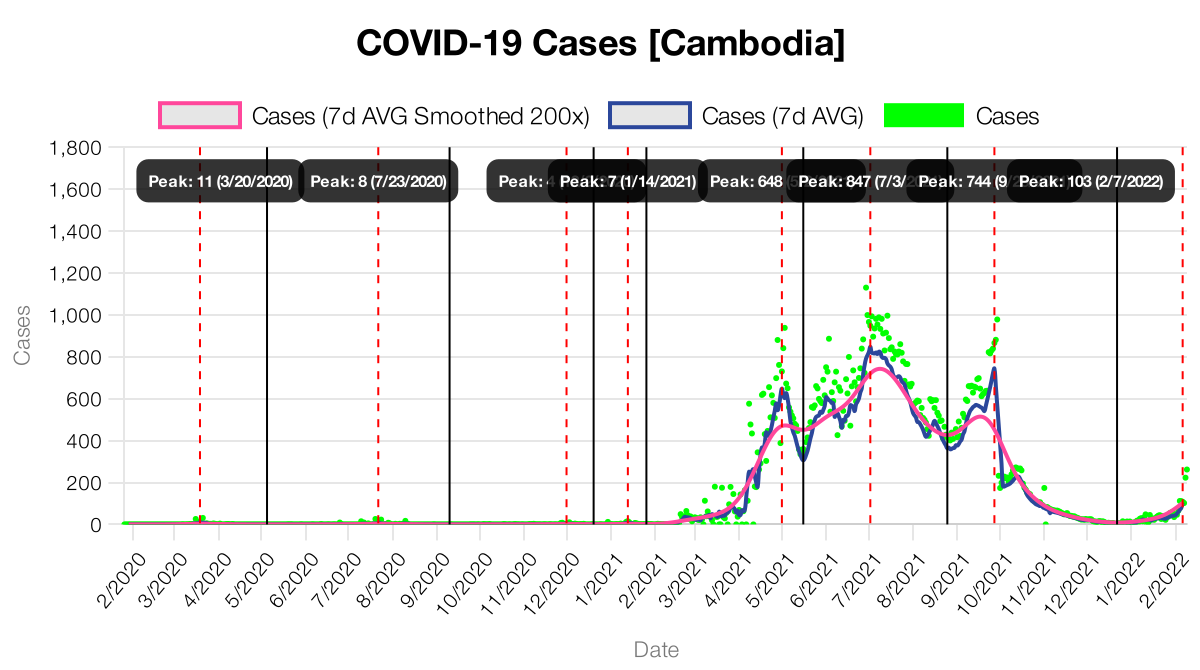 COVID-19 Cases [Cambodia]
Cases (7d AVG Smoothed 200x)
Cases (7d AVG)
Cases
1,800
1,600
1,400
1,200
1,000
800
600
400
200
0
Cases
Peak: 11 (3/20/2020)
Peak: 8 (7/23/2020)
Peak: 4
Peak: 7 (1/14/2021)
Peak: 648
Peak: 847 (7/3/
Peak: 744 (9/
Peak: 103 (2/7/2022)
2/2020
3/2020
4/2020
5/2020
6/2020
7/2020
8/2020
9/2020
10/2020
11/2020
12/2020
1/2021
2/2021
3/2021
4/2021
5/2021
6/2021
7/2021
8/2021
9/2021
10/2021
11/2021
1/2022
2/2022
Date